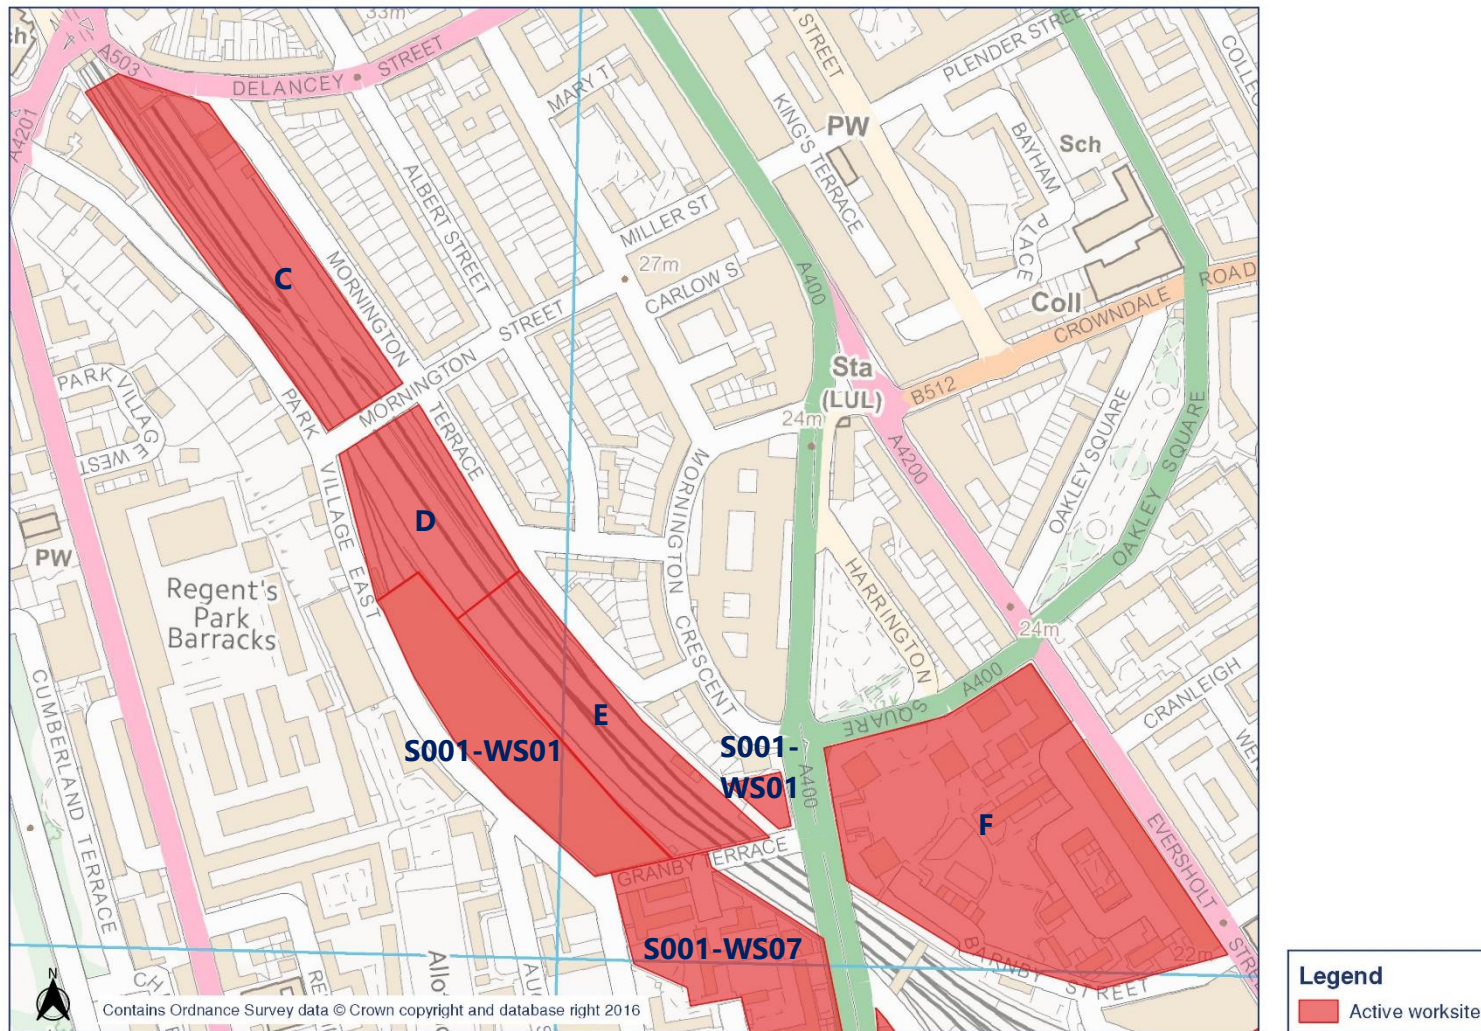 33m
A503
DELANCEY STREET
A4201
MARY T
PLENDER STREET
STREET
COLLE
KING'S TERRACE
PW
BAYHAM PLACE
Sch
ALBERT STREET
MILLER ST
27m
CARLOW S
A400
C
MORNINGTON TERRACE
MORNINGTON STREET
Coll
CROWNDALE ROAD
Sta
(LUL)
B512
24m
PARK VILLAGE WEST
PARK VILLAGE EAST
A4200
OAKLEY SQUARE
OAKLEY SQUARE
D
MORNINGTON CRESCENT
HARRINGTON SQUARE
PW
Regent's
Park
Barracks
24m
A400
CRANLEIGH
CUMBERLAND TERRACE
E
S001-WS01
S001-
WS01
A400
F
EVERSHOLT STREE
GRANBY TERRACE
S001-WS07
BARNBY STREET
22m
N
Contains Ordnance Survey data © Crown copyright and database right 2016
Legend
Active worksite